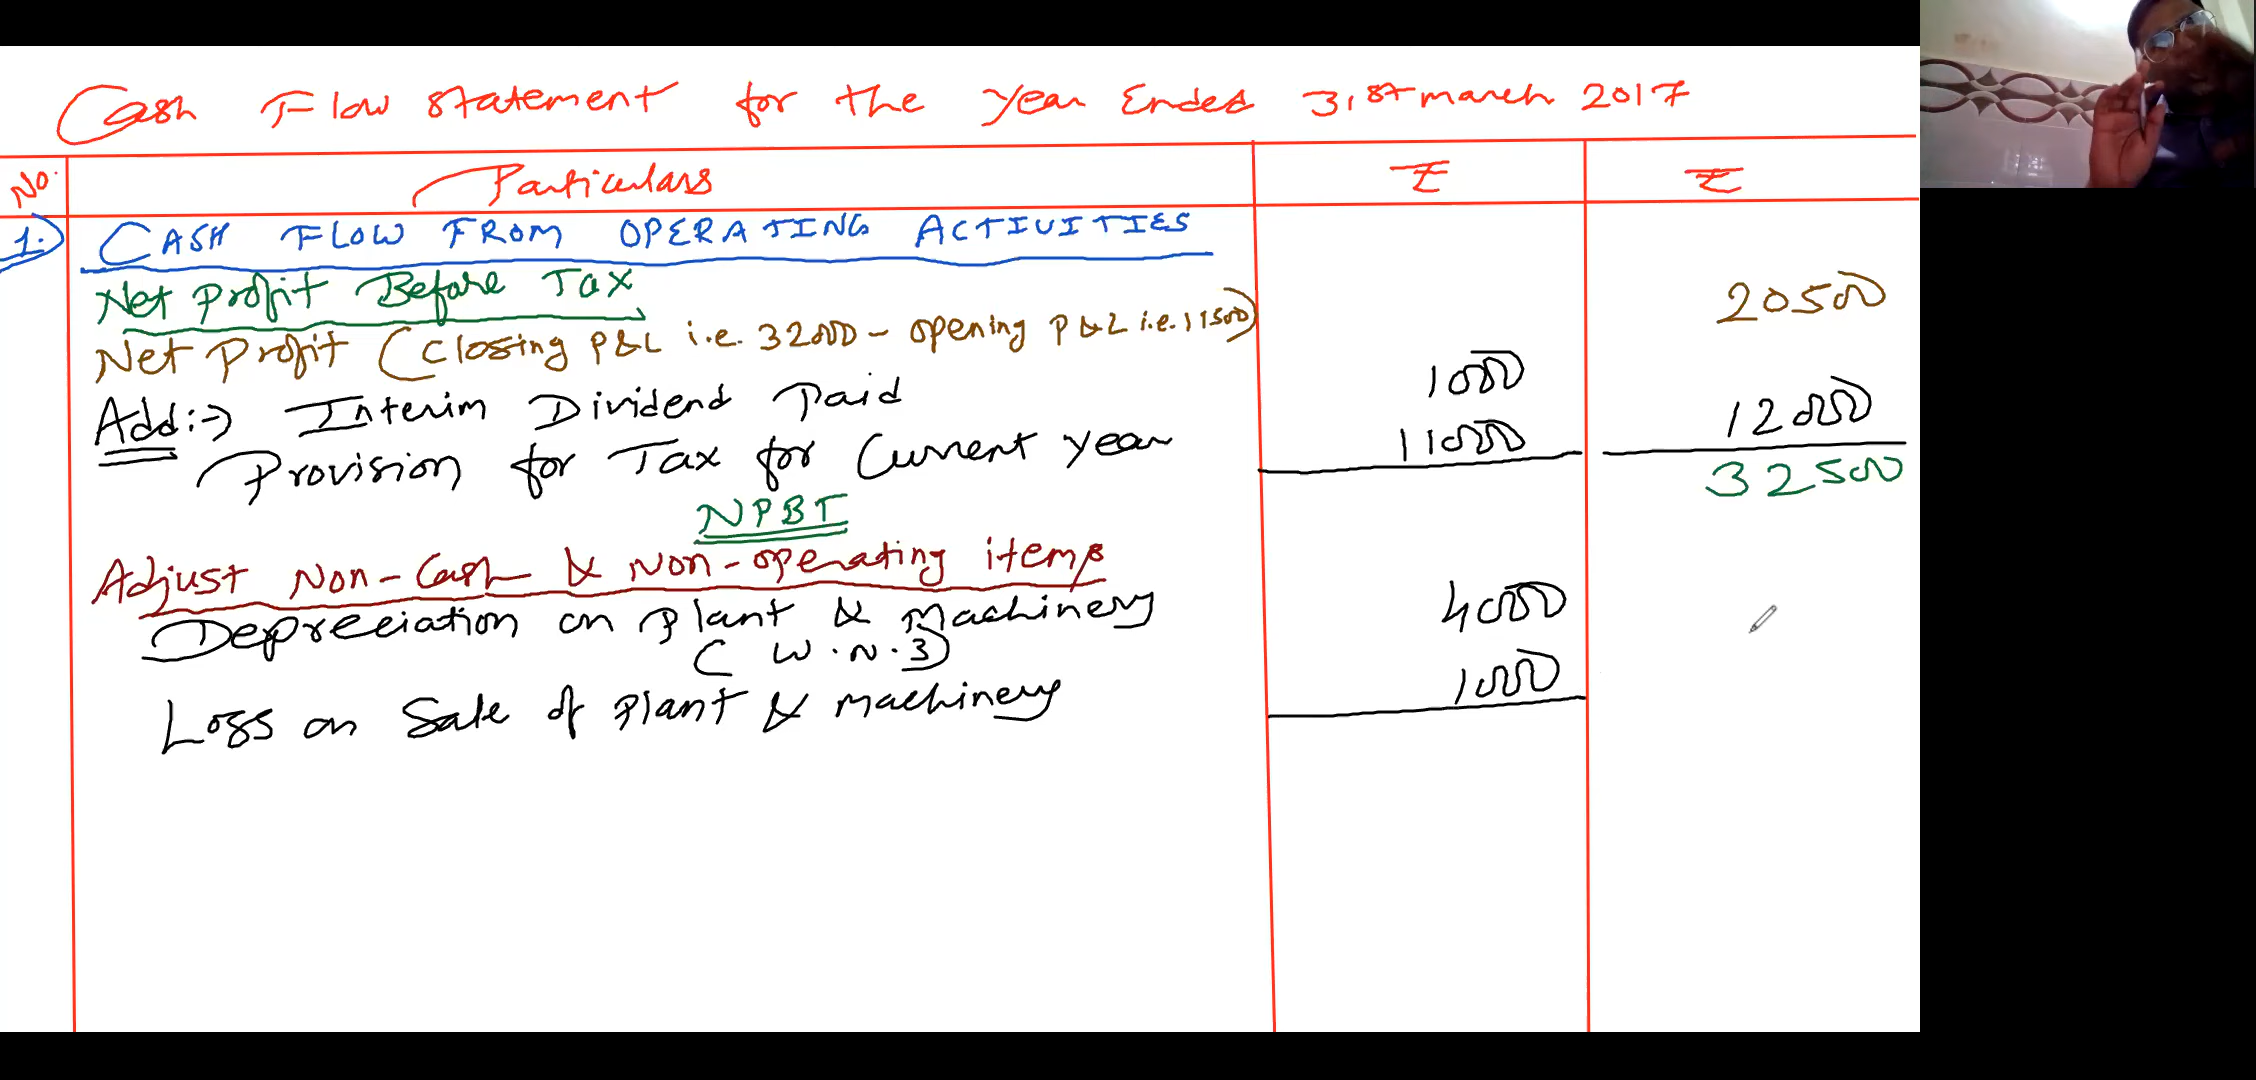 Cash Flow statement for the Year Ended 31st march 2017
No. Particulars ₹ ₹
1.) CASH FLOW FROM OPERATING ACTIVITIES
Net Profit Before Tax
Net Profit (closing P&L i.e. 32000 - opening P&L i.e. 11500) 20500
Add:-> Interim Dividend Paid 1000
Provision for Tax for Current year 11000 12000
NPBT 32500
Adjust Non-Cash & Non-operating items
Depreciation on Plant & Machinery 4000
(W.N.3)
Loss on Sale of Plant & Machinery 1000